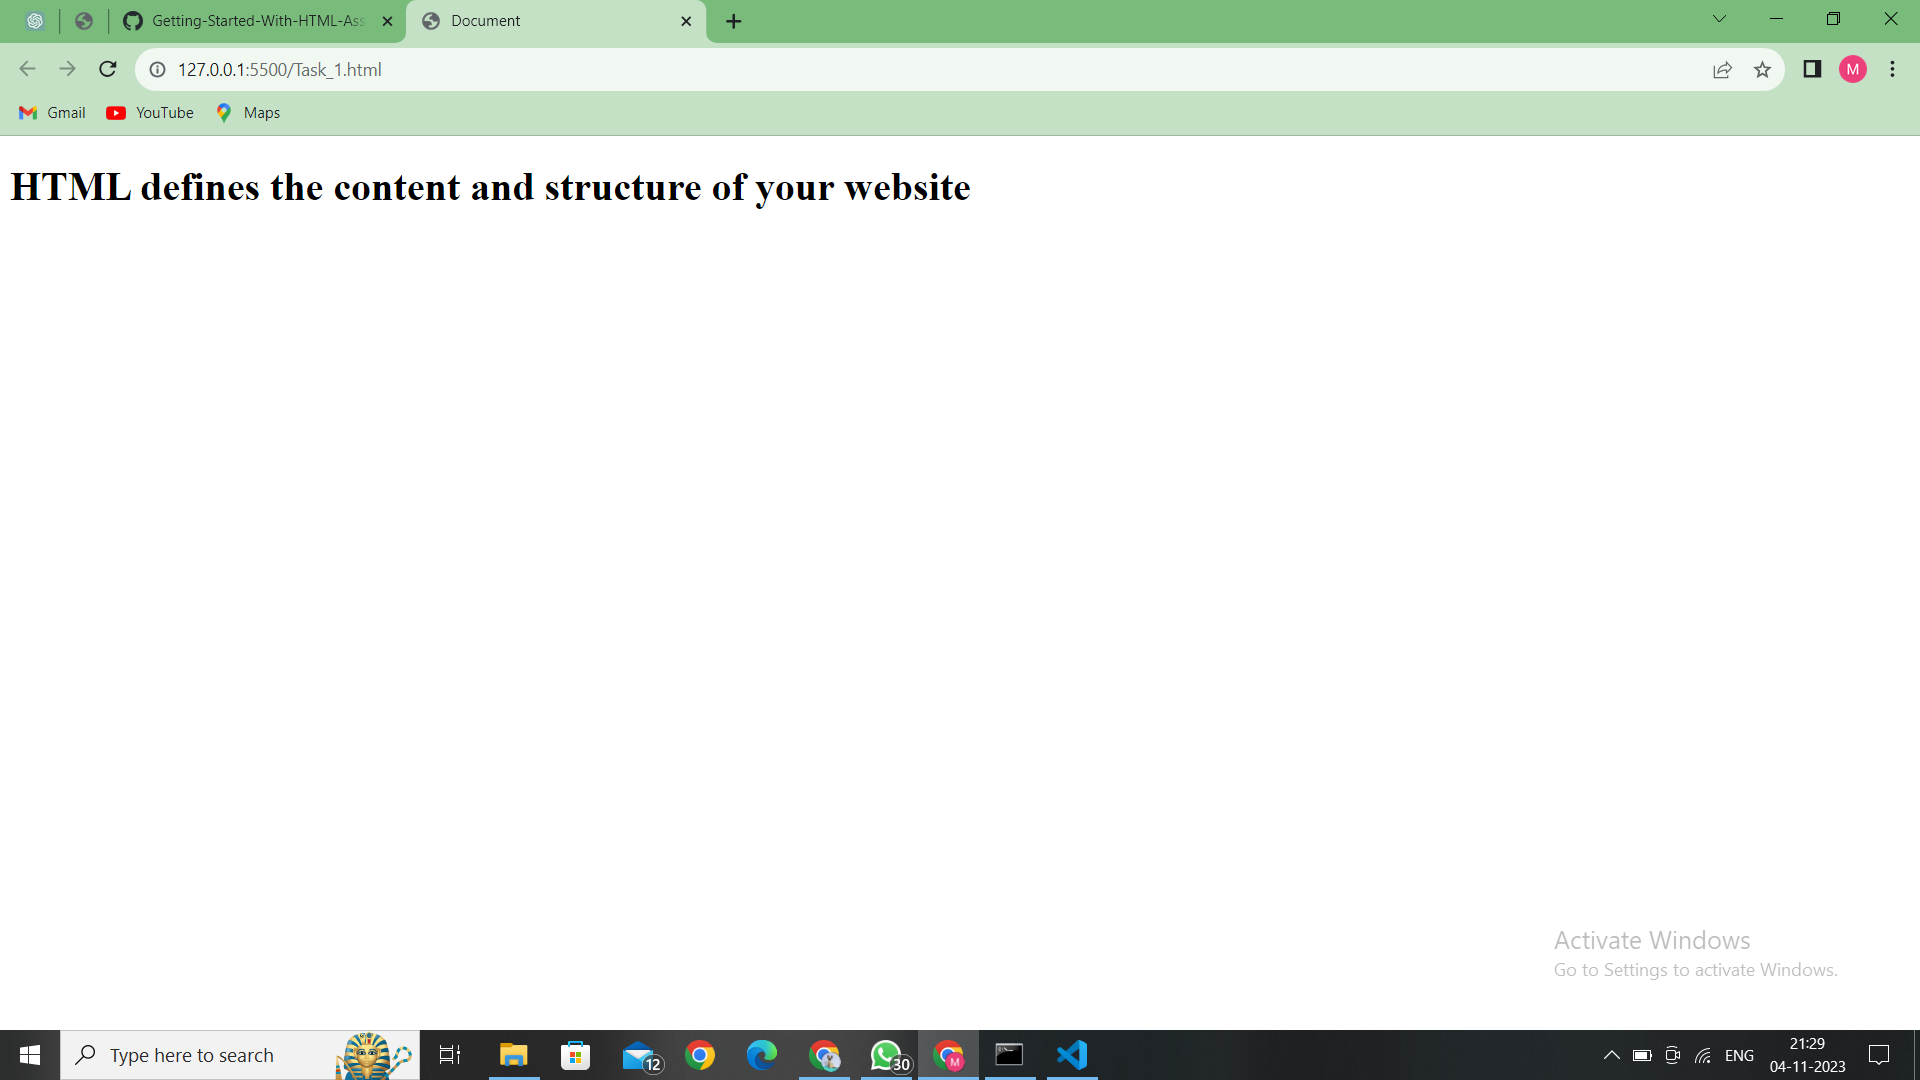 Getting-Started-With-HTML-Ass
Document
127.0.0.1:5500/Task_1.html
M
Gmail
YouTube
Maps
HTML defines the content and structure of your website
Activate Windows
Go to Settings to activate Windows.
Type here to search
12
30
M
ENG
21:29
04-11-2023